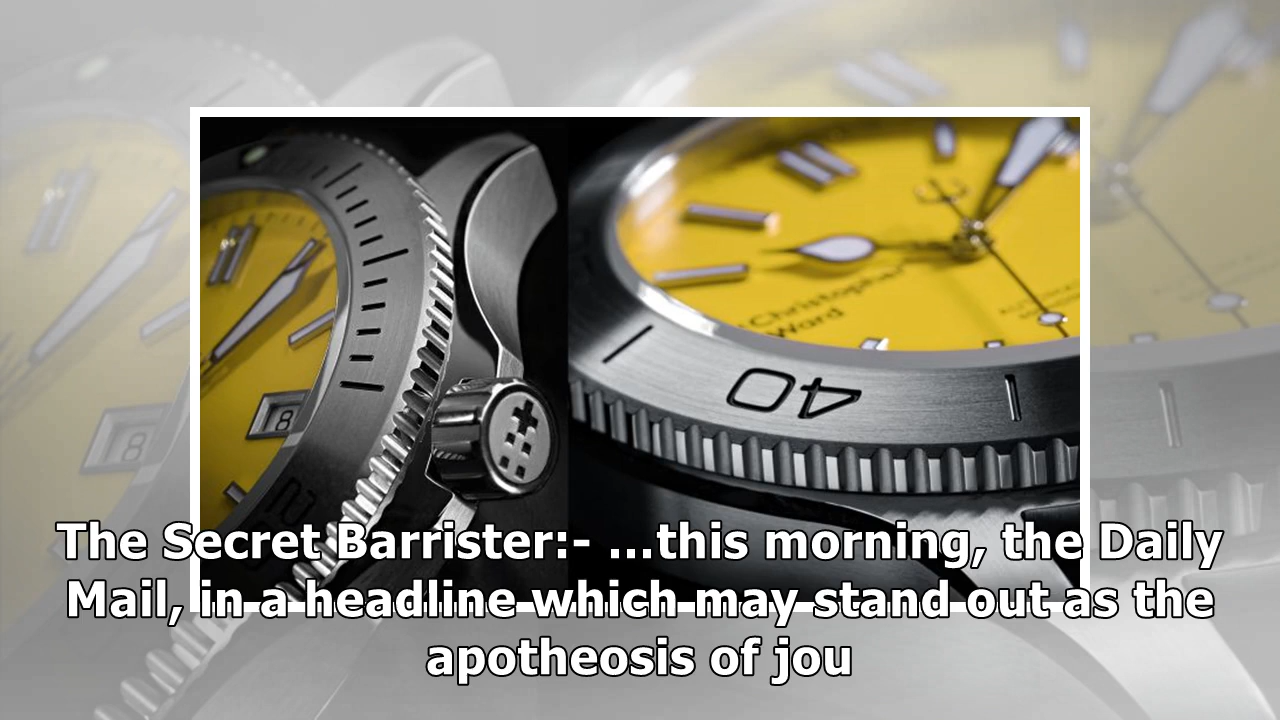 8
Christopher
Ward
40
The Secret Barrister:- ...this morning, the Daily
Mail, in a headline which may stand out as the
apotheosis of jou